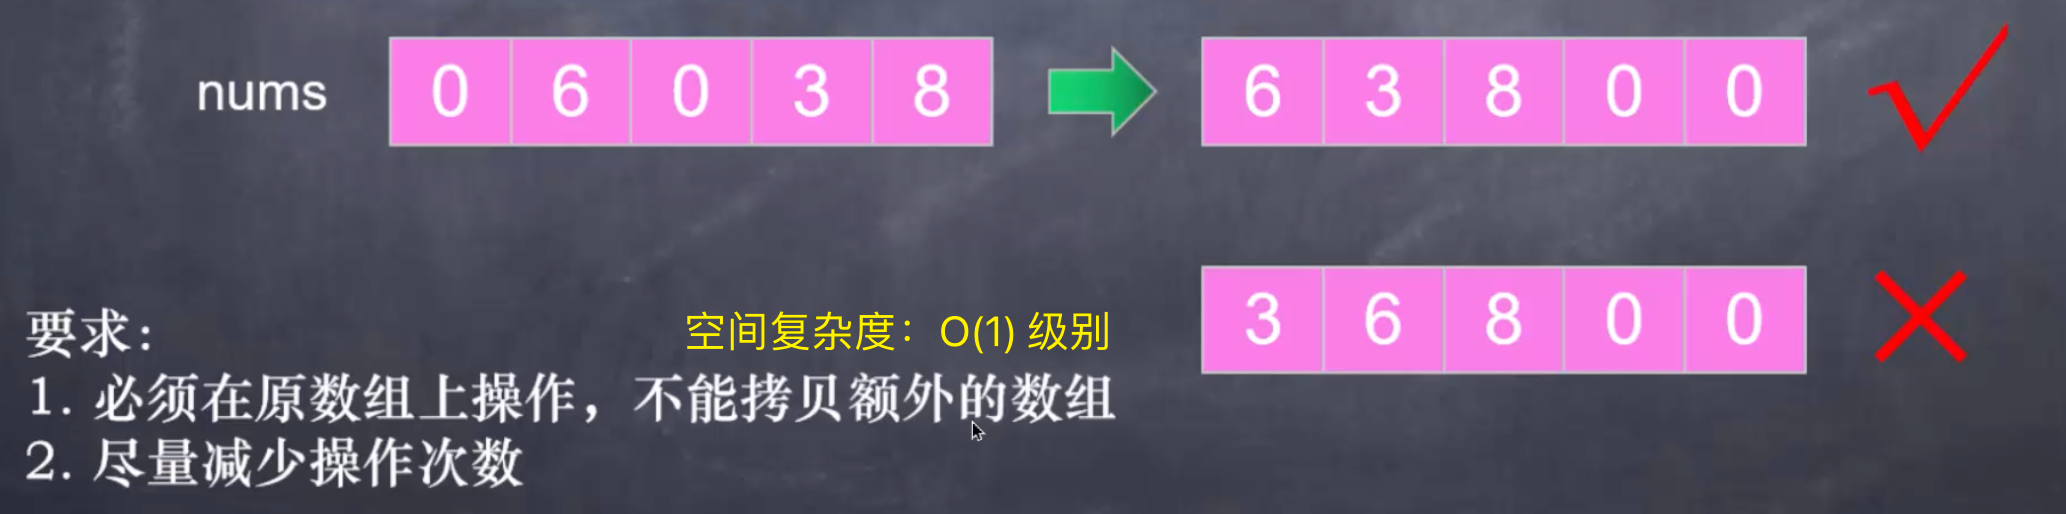 nums 0 6 0 3 8 6 3 8 0 0
3 6 8 0 0
要求：
空间复杂度：O(1) 级别
1. 必须在原数组上操作，不能拷贝额外的数组
2. 尽量减少操作次数